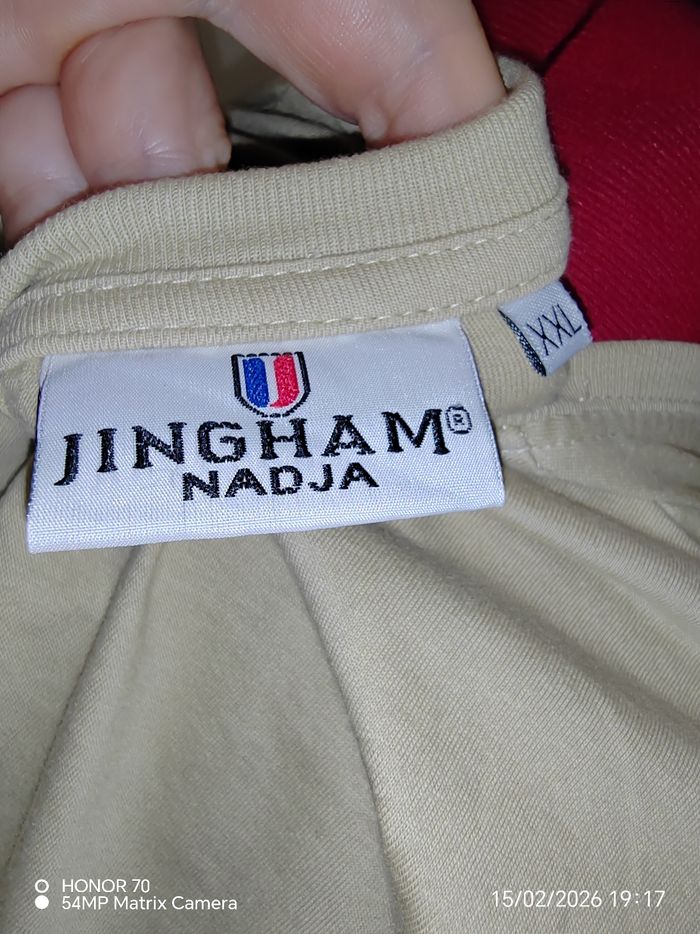 XXL
JINGHAM®
NADJA
HONOR 70
54MP Matrix Camera
15/02/2026 19:17